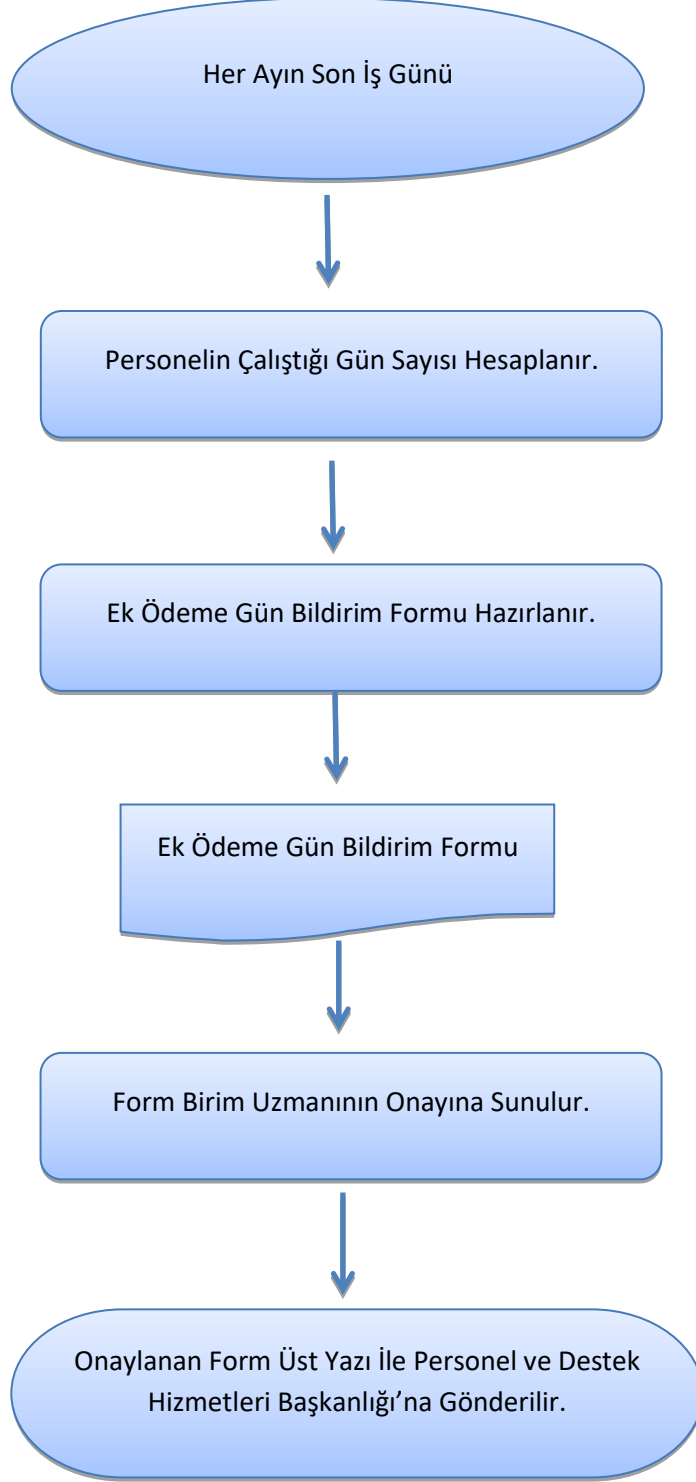 Her Ayın Son İş Günü
Personelin Çalıştığı Gün Sayısı Hesaplanır.
Ek Ödeme Gün Bildirim Formu Hazırlanır.
Ek Ödeme Gün Bildirim Formu
Form Birim Uzmanının Onayına Sunulur.
Onaylanan Form Üst Yazı İle Personel ve Destek
Hizmetleri Başkanlığı’na Gönderilir.